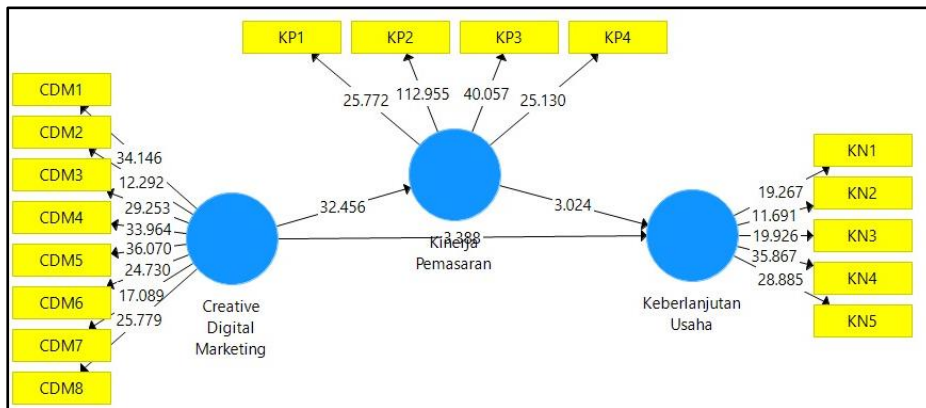 KP1
KP2
KP3
KP4
25.772
112.955
40.057
25.130
CDM1
CDM2
CDM3
CDM4
CDM5
CDM6
CDM7
CDM8
34.146
12.292
29.253
33.964
36.070
24.730
17.089
25.779
32.456
3.024
3.388
Kinerja
Pemasaran
Creative
Digital
Marketing
Keberlanjutan
Usaha
19.267
11.691
19.926
35.867
28.885
KN1
KN2
KN3
KN4
KN5